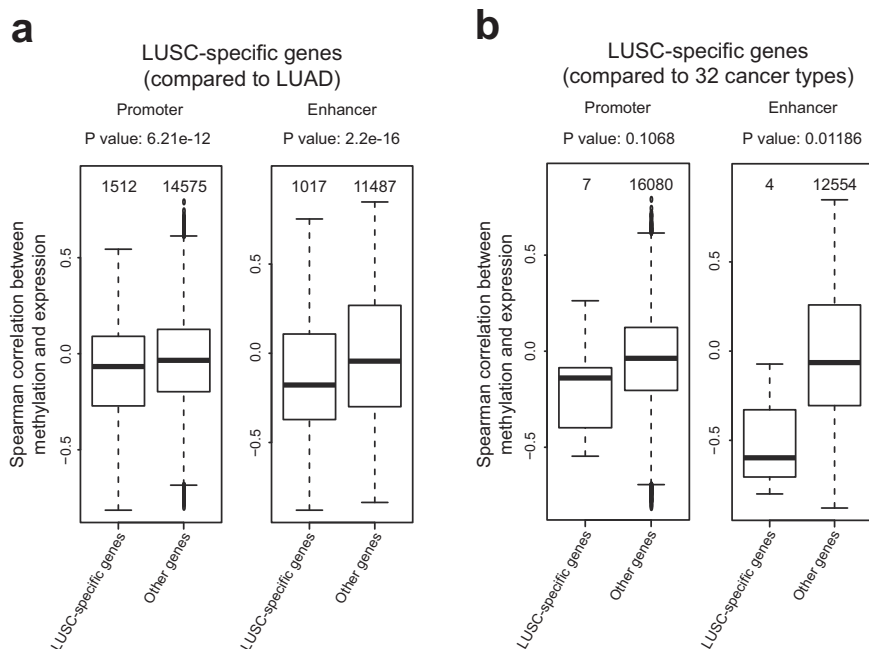 a
LUSC-specific genes
(compared to LUAD)
Promoter
P value: 6.21e-12
Enhancer
P value: 2.2e-16
Spearman correlation between
methylation and expression
1512 14575
0.5
0.0
−0.5
LUSC-specific genes
Other genes
1017 11487
0.5
0.0
−0.5
LUSC-specific genes
Other genes
b
LUSC-specific genes
(compared to 32 cancer types)
Promoter
P value: 0.1068
Enhancer
P value: 0.01186
Spearman correlation between
methylation and expression
7 16080
0.5
0.0
−0.5
LUSC-specific genes
Other genes
4 12554
0.5
0.0
−0.5
LUSC-specific genes
Other genes